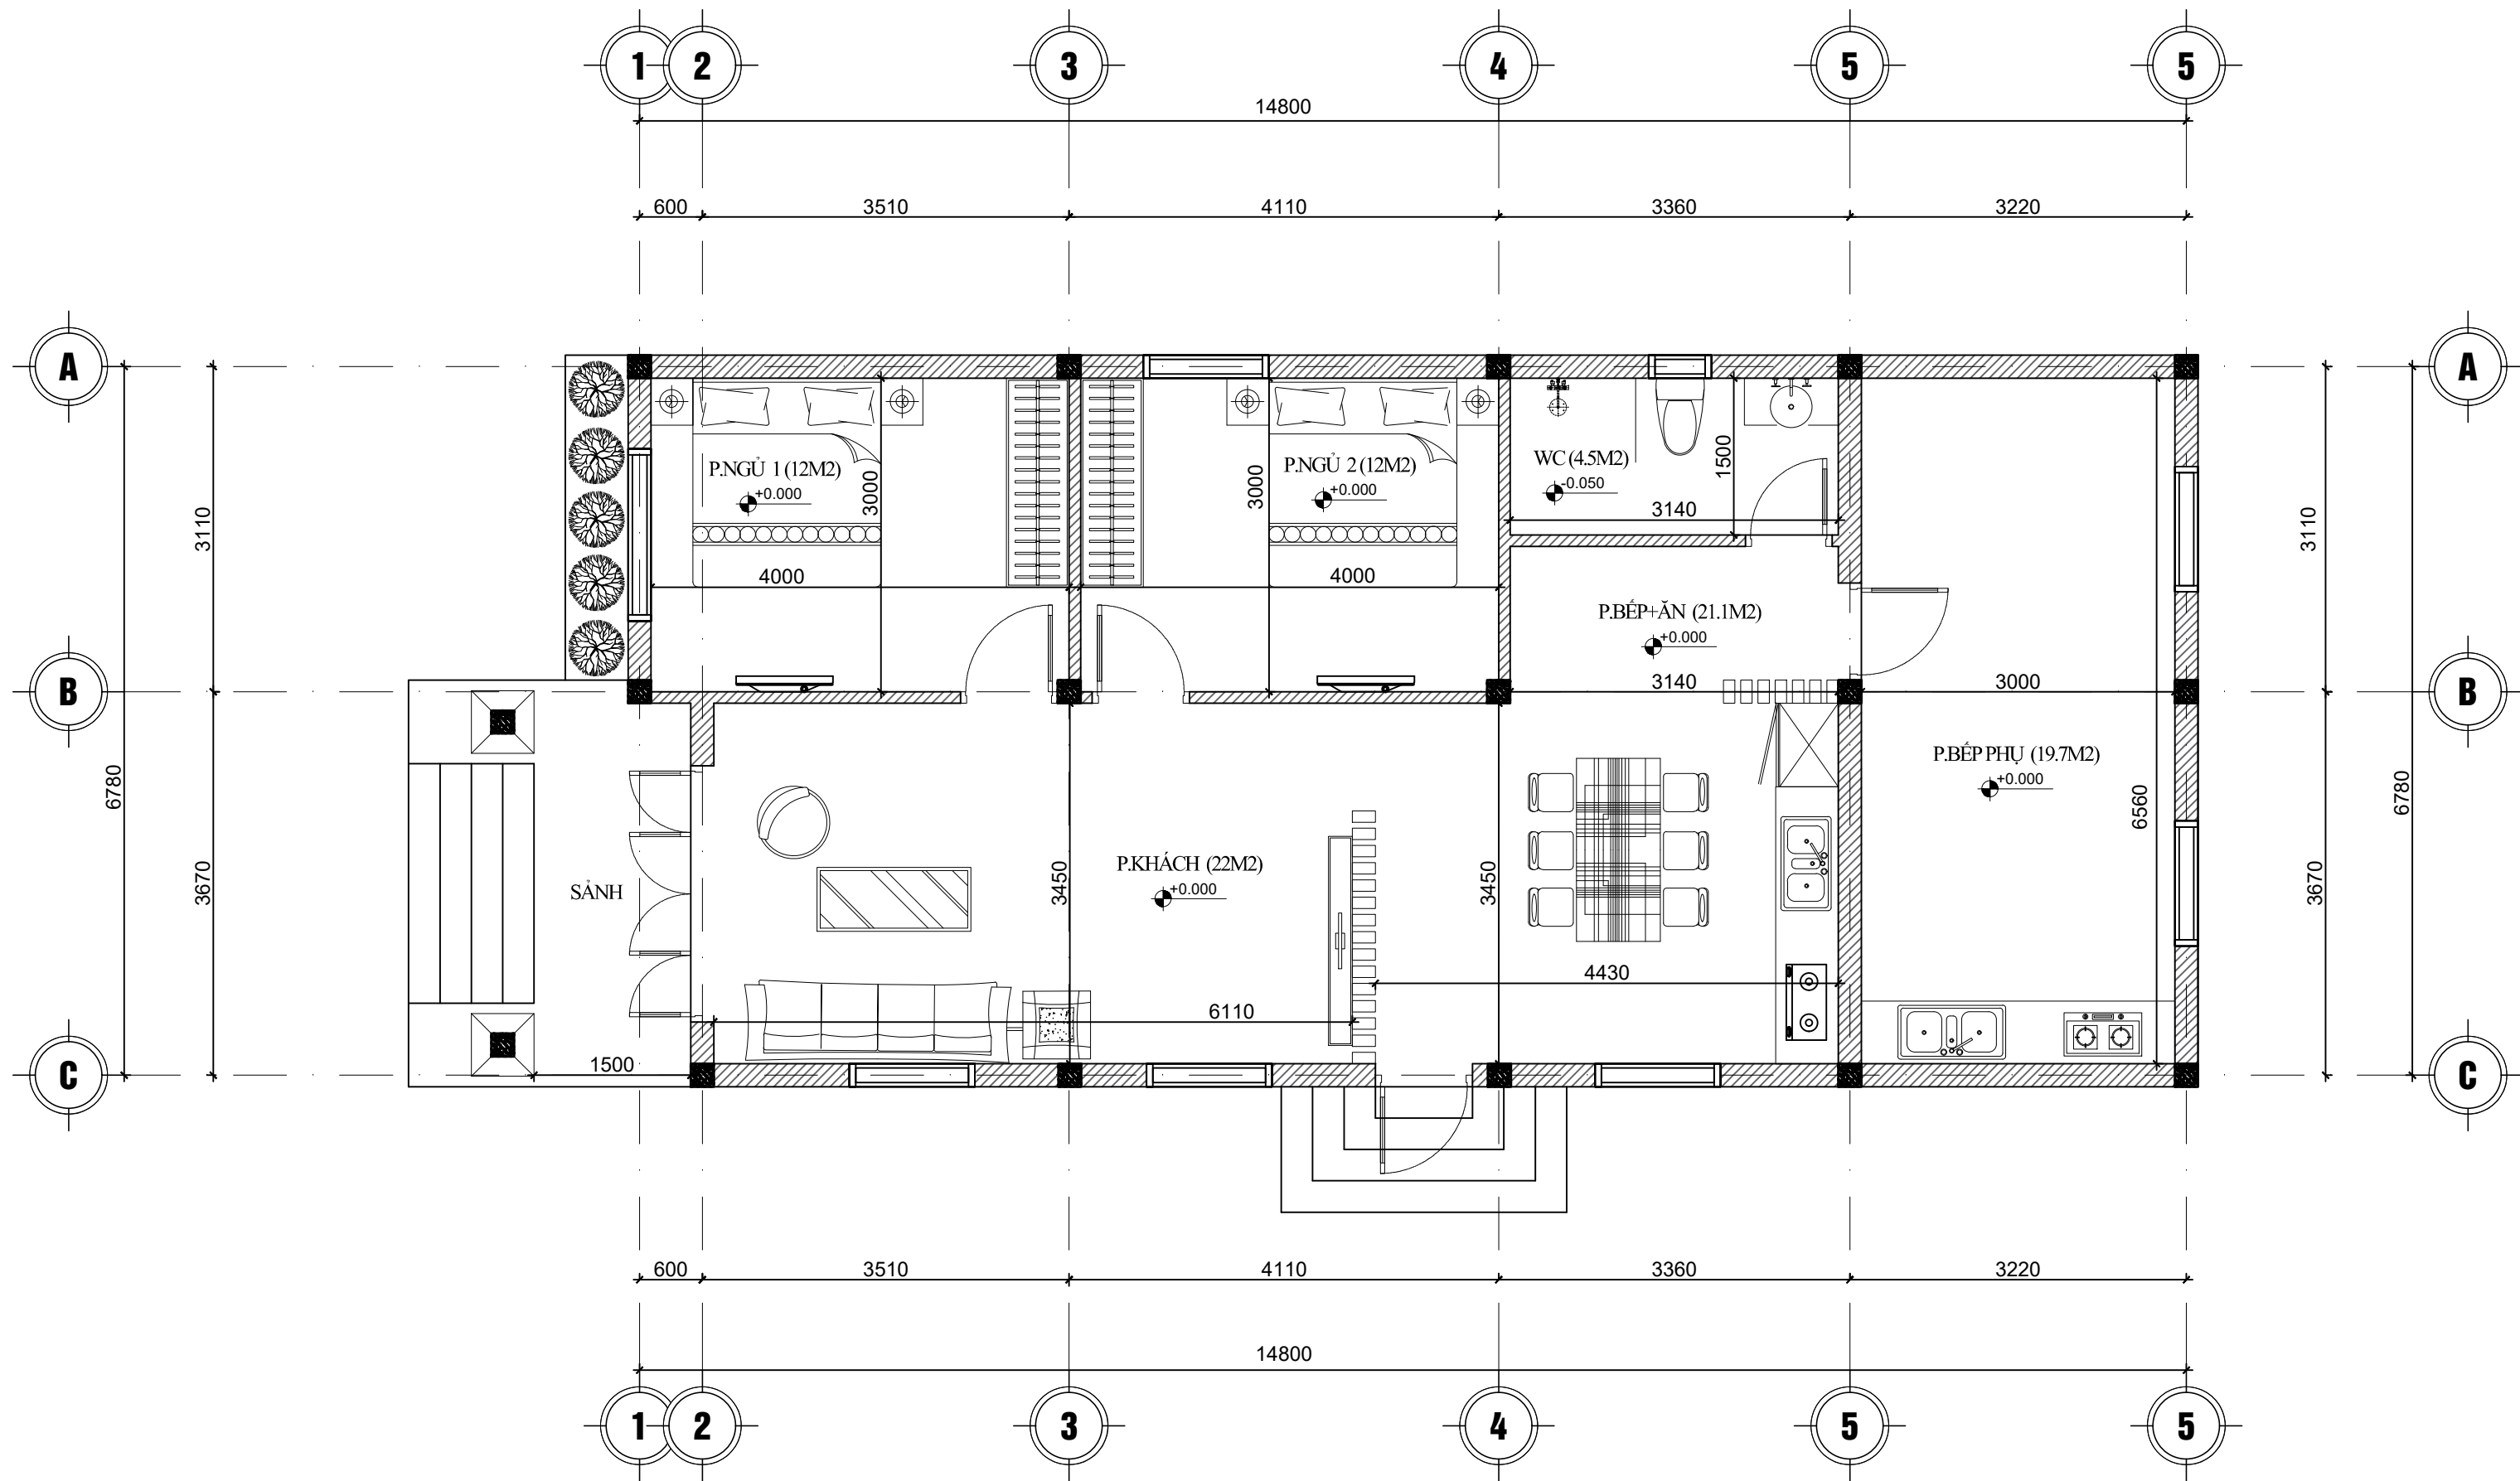 1 2 3 4 5 5
14800
600 3510 4110 3360 3220
A A
P.NGỦ 1 (12M2)
+0.000
3000
4000
P.NGỦ 2 (12M2)
+0.000
3000
4000
WC (4.5M2)
-0.050
1500
3140
3110 3110
P.BẾP+ĂN (21.1M2)
+0.000
3140
3000
B B
6780 6780
3670 3670
P.BẾP PHỤ (19.7M2)
+0.000
6560
SẢNH
P.KHÁCH (22M2)
+0.000
3450
3450
4430
6110
1500
C C
600 3510 4110 3360 3220
14800
1 2 3 4 5 5